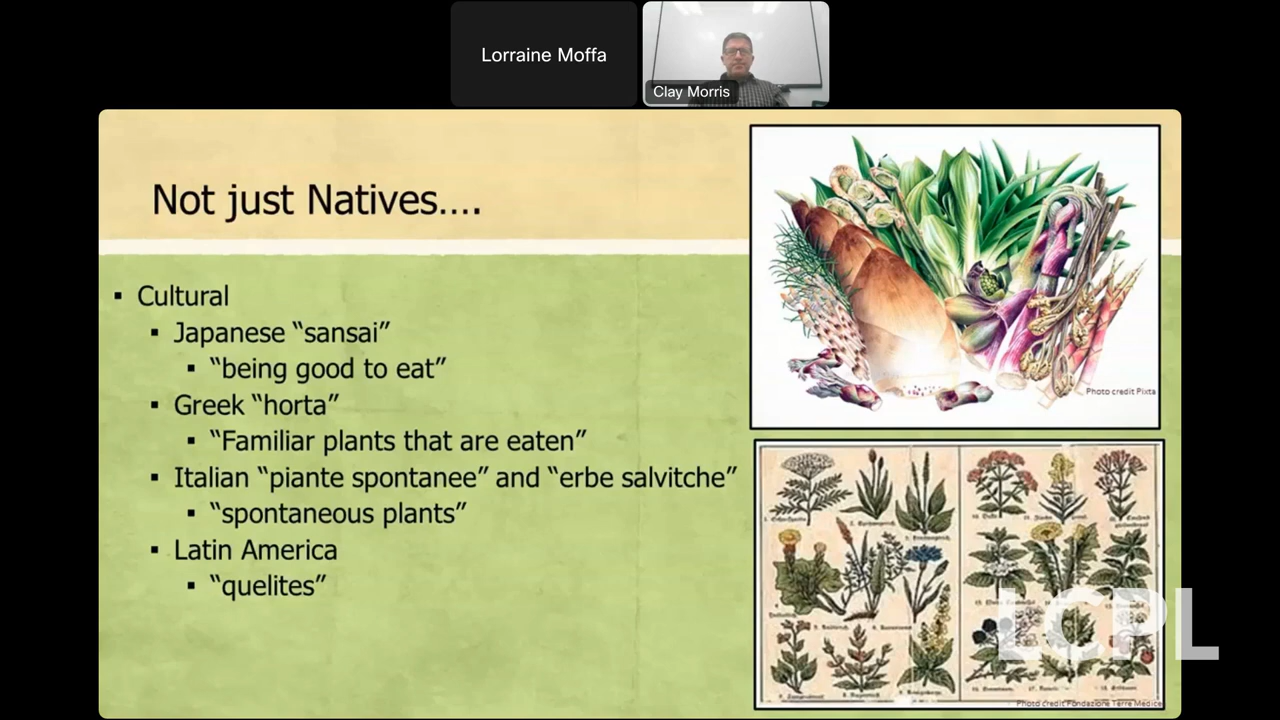 Lorraine Moffa
Clay Morris
Not just Natives....
▪ Cultural
▪ Japanese “sansai”
▪ “being good to eat”
▪ Greek “horta”
▪ “Familiar plants that are eaten”
▪ Italian “piante spontanee” and “erbe salvitche”
▪ “spontaneous plants”
▪ Latin America
▪ “quelites”
Photo credit Pixta
LCPL
Photo credit Fondazione Terre Medice